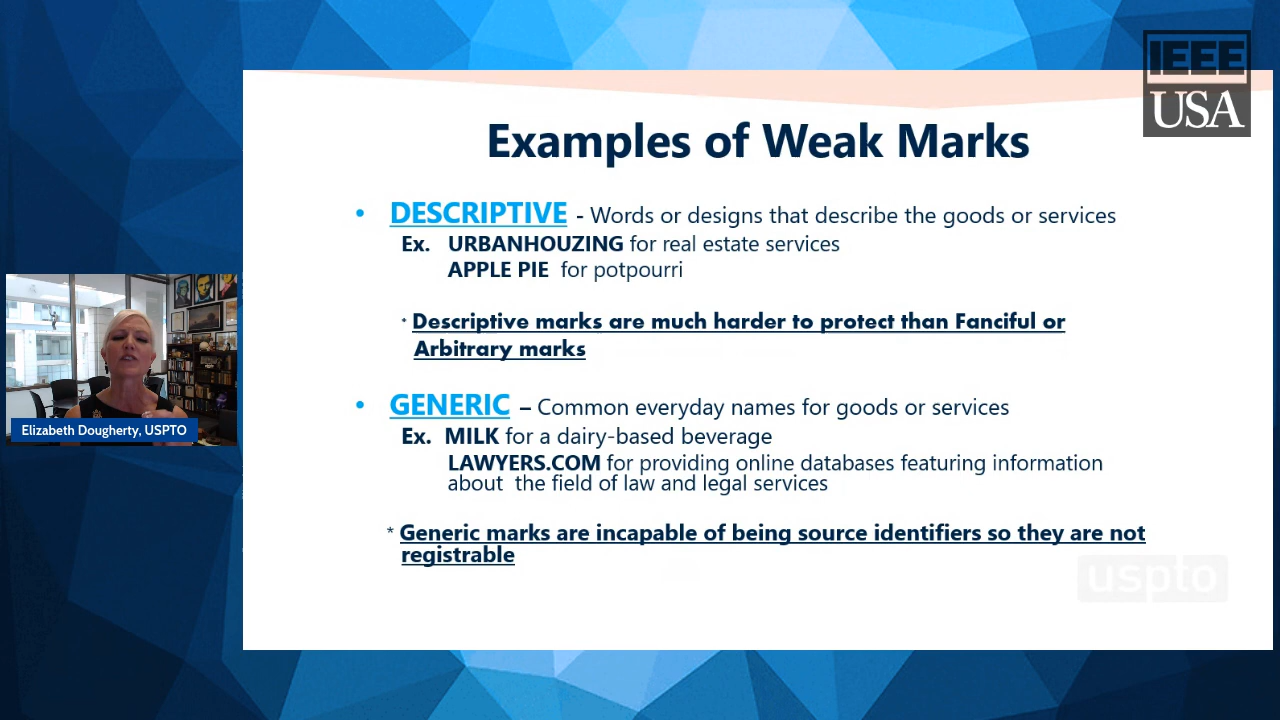 IEEE
USA
Examples of Weak Marks
• DESCRIPTIVE - Words or designs that describe the goods or services
Ex. URBANHOUZING for real estate services
APPLE PIE for potpourri
• Descriptive marks are much harder to protect than Fanciful or
Arbitrary marks
• GENERIC – Common everyday names for goods or services
Ex. MILK for a dairy-based beverage
LAWYERS.COM for providing online databases featuring information
about the field of law and legal services
* Generic marks are incapable of being source identifiers so they are not
registrable
uspto
Elizabeth Dougherty, USPTO